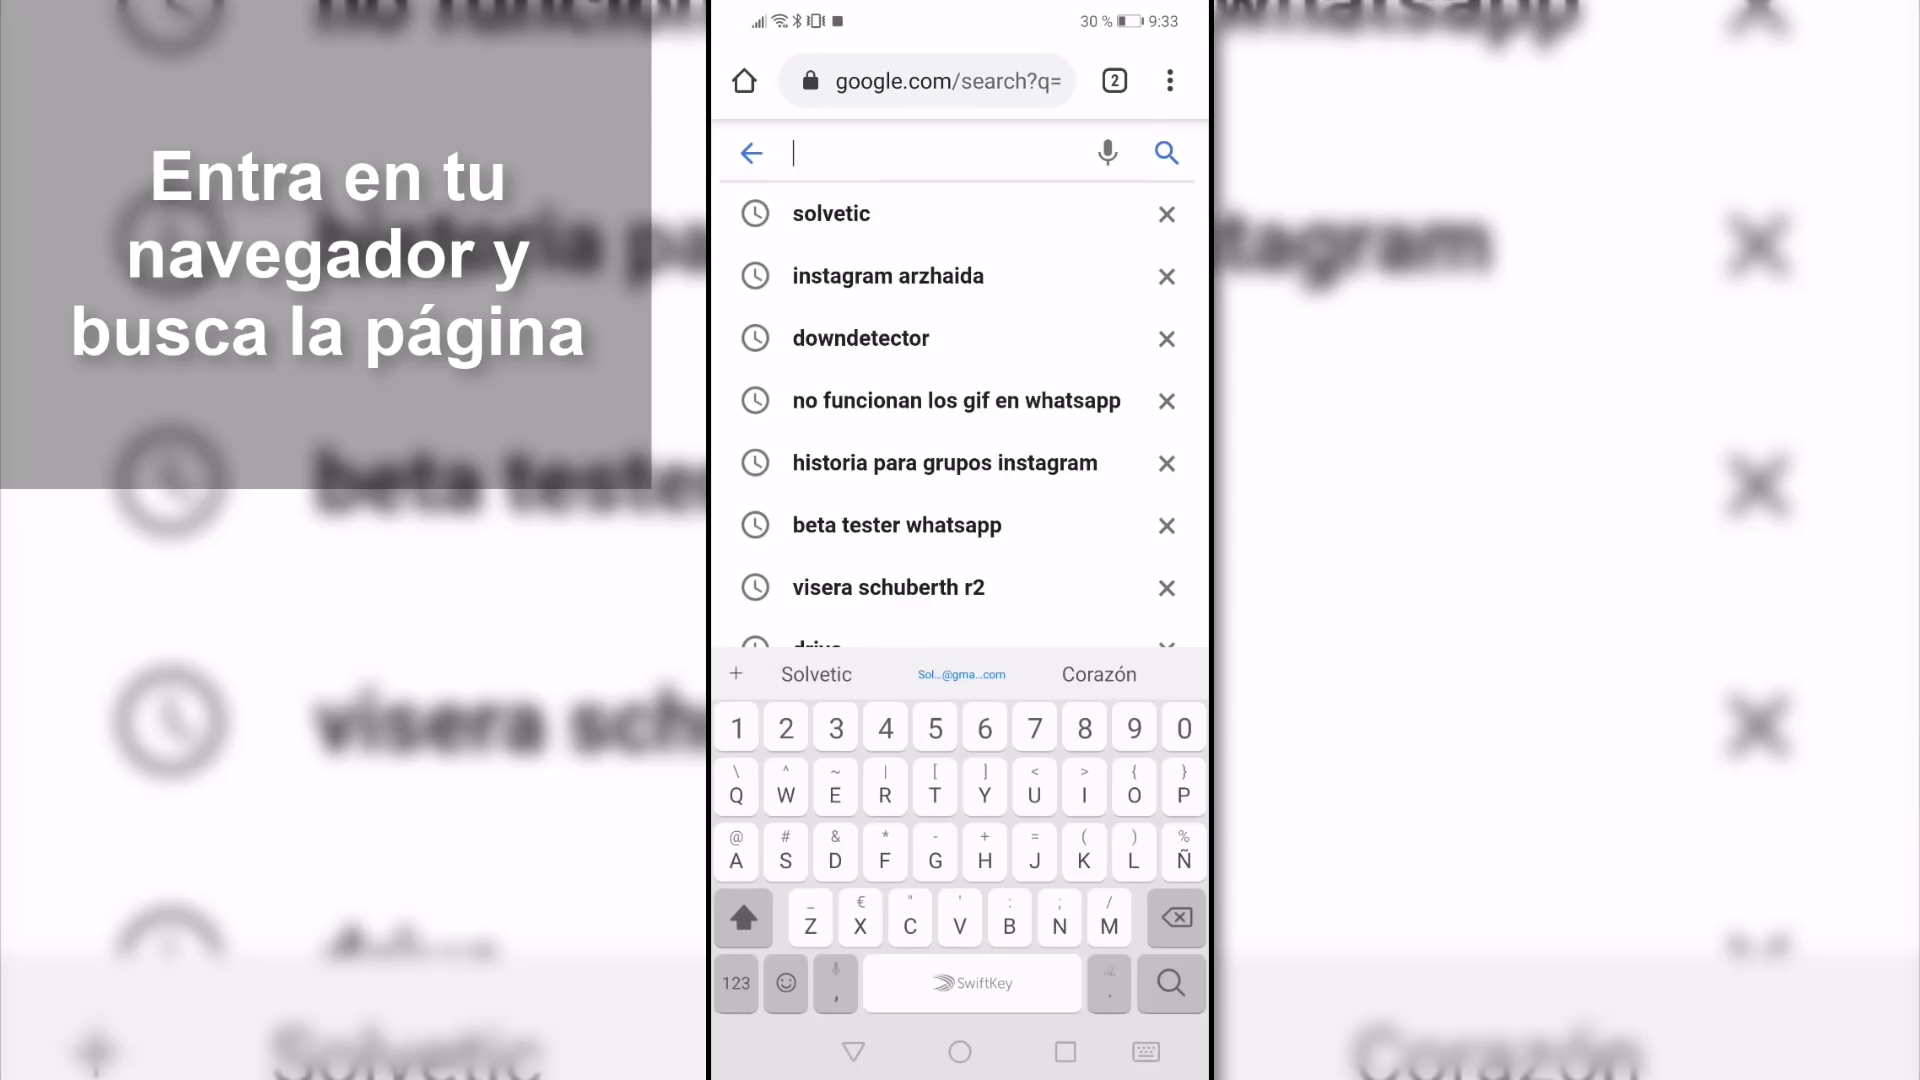 Entra en tu
navegador y
busca la página
30 % 9:33
google.com/search?q=
2
solvetic
instagram arzhaida
downdetector
no funcionan los gif en whatsapp
historia para grupos instagram
beta tester whatsapp
visera schuberth r2
+ Solvetic Sol...@gma...com Corazón
1 2 3 4 5 6 7 8 9 0
\ ^ ~ | [ ] < > { }
Q W E R T Y U I O P
@ # & * - + = ( ) %
A S D F G H J K L Ñ
_ € " ' : ; /
Z X C V B N M
123 , SwiftKey .